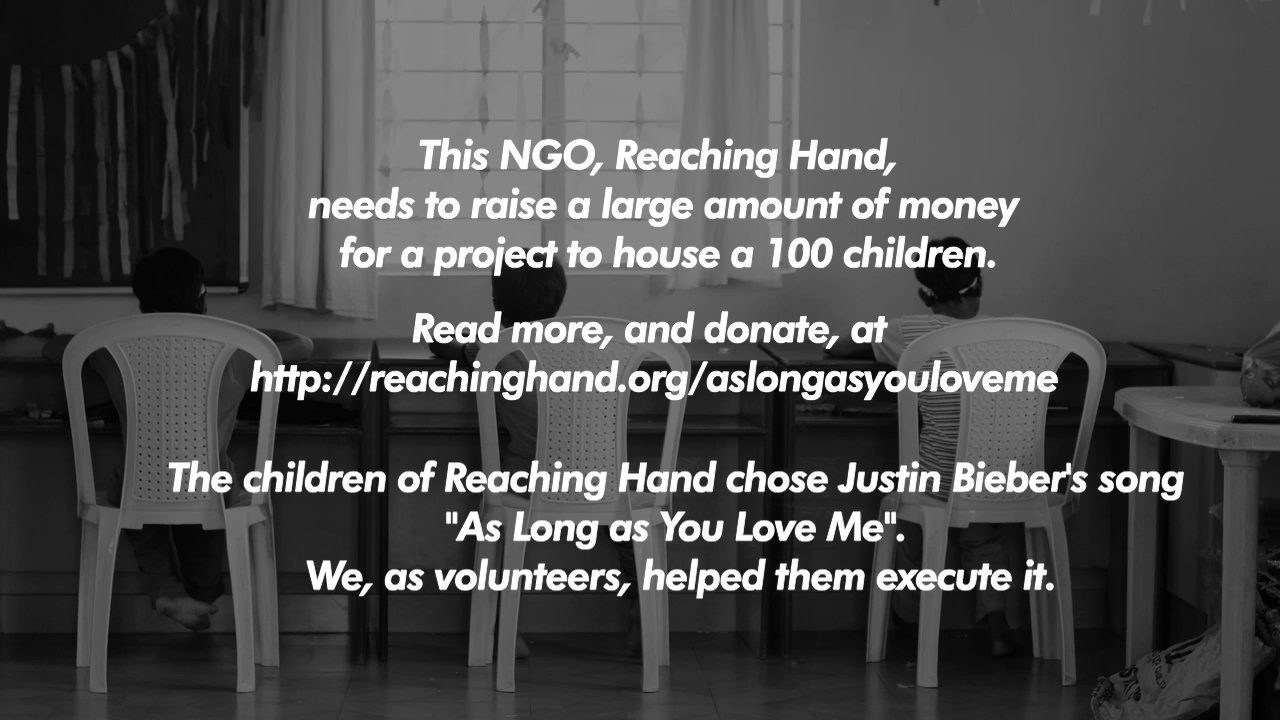 This NGO, Reaching Hand,
needs to raise a large amount of money
for a project to house a 100 children.
Read more, and donate, at
http://reachinghand.org/aslongasyouloveme
The children of Reaching Hand chose Justin Bieber's song
"As Long as You Love Me".
We, as volunteers, helped them execute it.